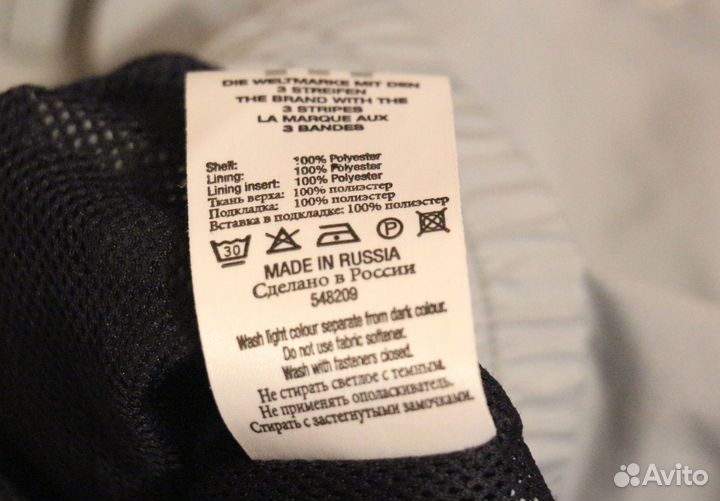 DIE WELTMARKE MIT DEN
3 STREIFEN
THE BRAND WITH THE
3 STRIPES
LA MARQUE AUX
3 BANDES
Shell: 100% Polyester
Lining: 100% Polyester
Lining insert: 100% Polyester
Ткань верха: 100% полиэстер
Подкладка: 100% полиэстер
Вставка в подкладке: 100% полиэстер
30 P
MADE IN RUSSIA
Сделано в России
548209
Wash light colour separate from dark colour.
Do not use fabric softener.
Wash with fasteners closed.
Не стирать светлое с темным.
Не применять ополаскиватель.
Стирать с застегнутыми замочками.
Avito